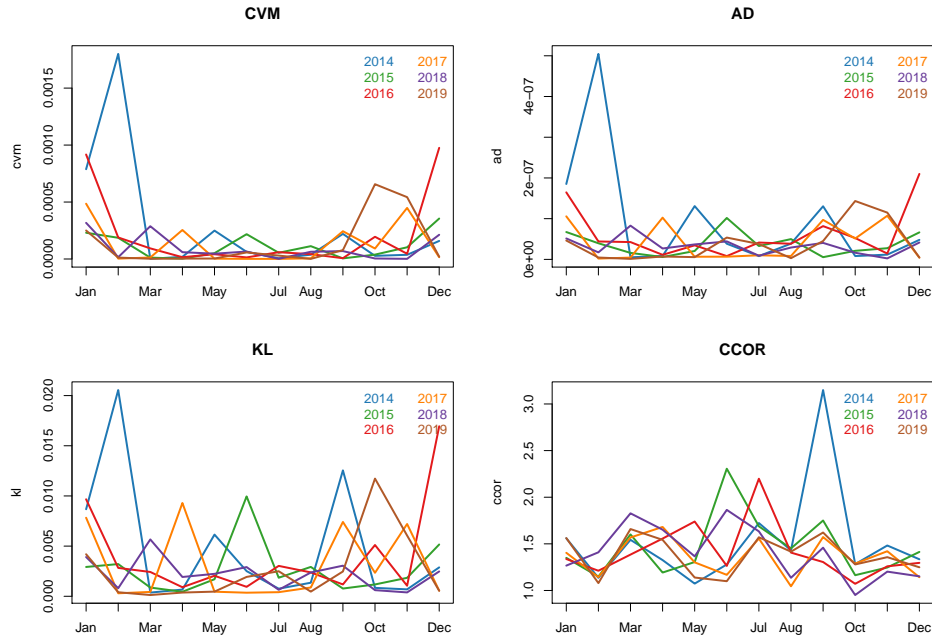 CVM
cvm
0.0000 0.0005 0.0010 0.0015
2014 2017
2015 2018
2016 2019
Jan Mar May Jul Aug Oct Dec
AD
ad
0e+00 2e-07 4e-07
2014 2017
2015 2018
2016 2019
Jan Mar May Jul Aug Oct Dec
KL
kl
0.000 0.005 0.010 0.015 0.020
2014 2017
2015 2018
2016 2019
Jan Mar May Jul Aug Oct Dec
CCOR
ccor
1.0 1.5 2.0 2.5 3.0
2014 2017
2015 2018
2016 2019
Jan Mar May Jul Aug Oct Dec